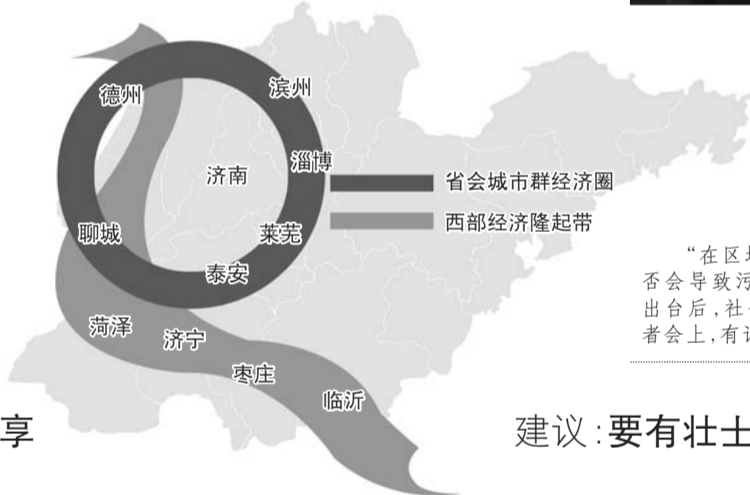 德州
滨州
济南
淄博
省会城市群经济圈
聊城
莱芜
西部经济隆起带
泰安
菏泽
济宁
枣庄
临沂
“在区
否会导致污
出台后,社
者会上,有
享
建议:要有壮士